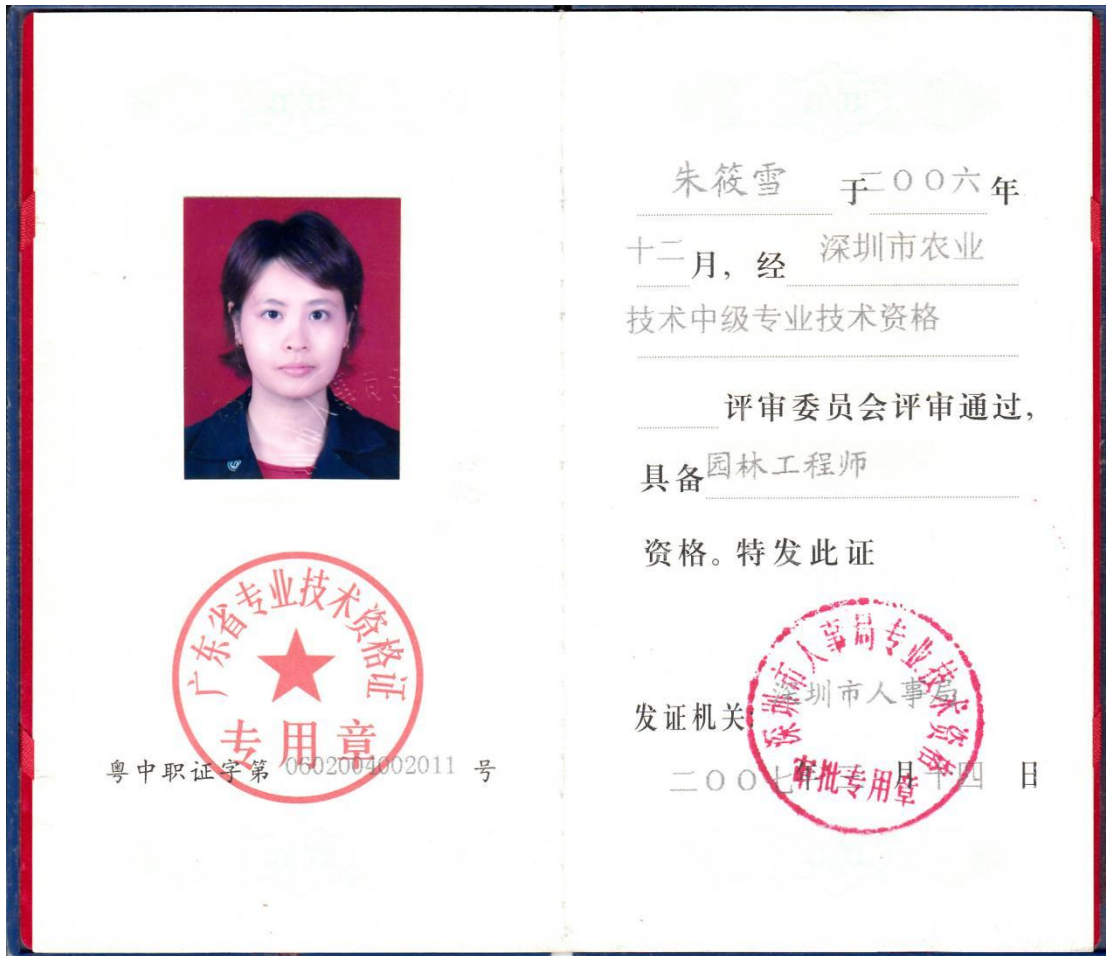 广东省专业技术资格证
专用章
粤中职证字第 0602004002011 号
朱筱雪 于二〇〇六年
十二月，经 深圳市农业
技术中级专业技术资格
评审委员会评审通过，
具备园林工程师
资格。特发此证
深圳市人事局专业技术资格
审批专用章
发证机关：深圳市人事局
二〇〇七年三月十四日